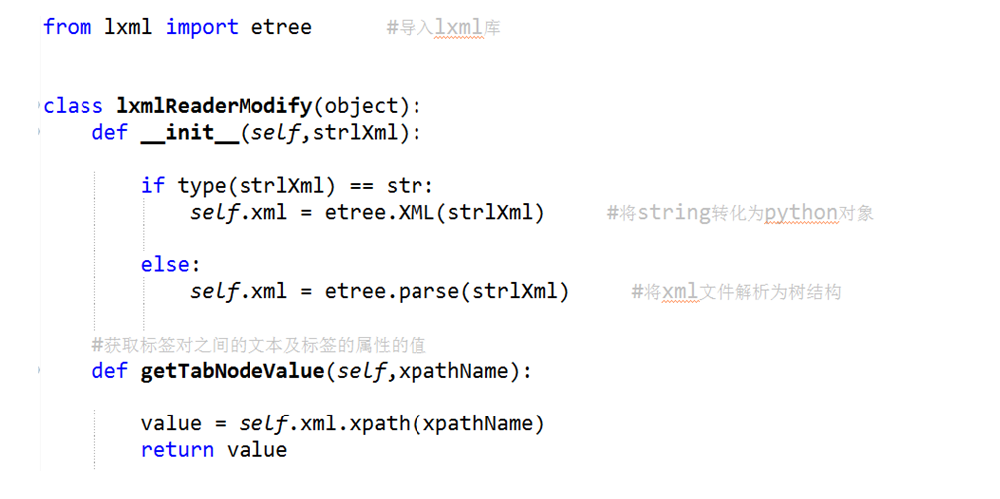 from lxml import etree      #导入lxml库
class lxmlReaderModify(object):
    def __init__(self,strlXml):
        if type(strlXml) == str:
            self.xml = etree.XML(strlXml)     #将string转化为python对象
        else:
            self.xml = etree.parse(strlXml)     #将xml文件解析为树结构
    #获取标签对之间的文本及标签的属性的值
    def getTabNodeValue(self,xpathName):
        value = self.xml.xpath(xpathName)
        return value